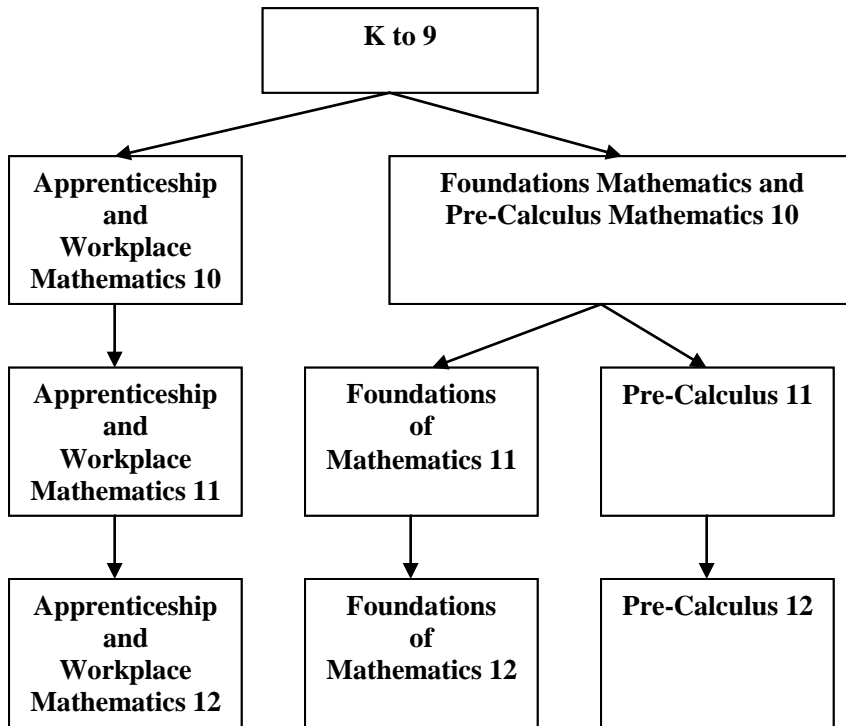 K to 9
Apprenticeship
and
Workplace
Mathematics 10
Foundations Mathematics and
Pre-Calculus Mathematics 10
Apprenticeship
and
Workplace
Mathematics 11
Foundations
of
Mathematics 11
Pre-Calculus 11
Apprenticeship
and
Workplace
Mathematics 12
Foundations
of
Mathematics 12
Pre-Calculus 12